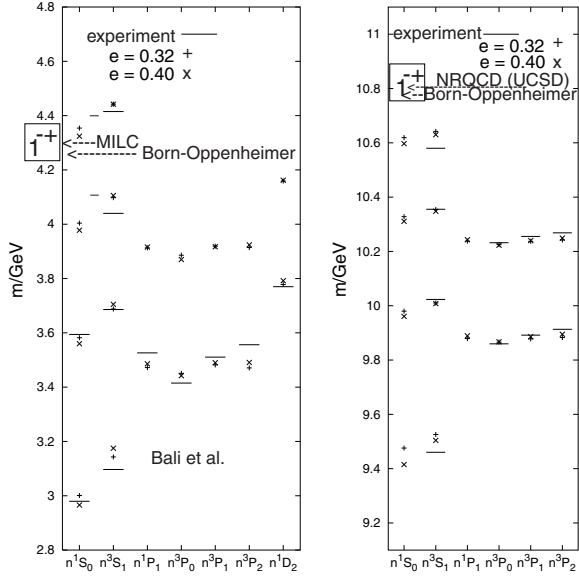 4.8
4.6
4.4
4.2
4
3.8
3.6
3.4
3.2
3
2.8
m/GeV
experiment
e = 0.32 +
e = 0.40 x
1⁻⁺
MILC
Born-Oppenheimer
Bali et al.
n¹S₀ n³S₁ n¹P₁ n³P₀ n³P₁ n³P₂ n¹D₂
11
10.8
10.6
10.4
10.2
10
9.8
9.6
9.4
9.2
m/GeV
experiment
e = 0.32 +
e = 0.40 x
1⁻⁺
NRQCD (UCSD)
Born-Oppenheimer
n¹S₀ n³S₁ n¹P₁ n³P₀ n³P₁ n³P₂